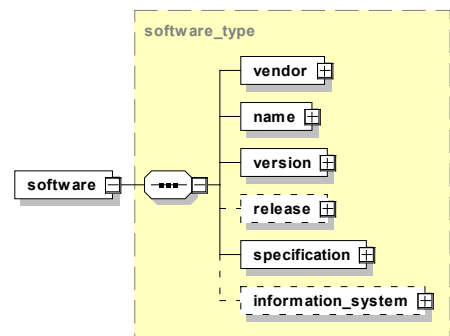 software_type
vendor
name
version
software
release
specification
information_system